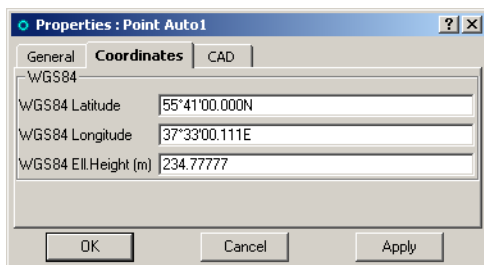 Properties : Point Auto1
General Coordinates CAD
WGS84
WGS84 Latitude 55°41'00.000N
WGS84 Longitude 37°33'00.111E
WGS84 Ell.Height (m) 234.77777
OK Cancel Apply